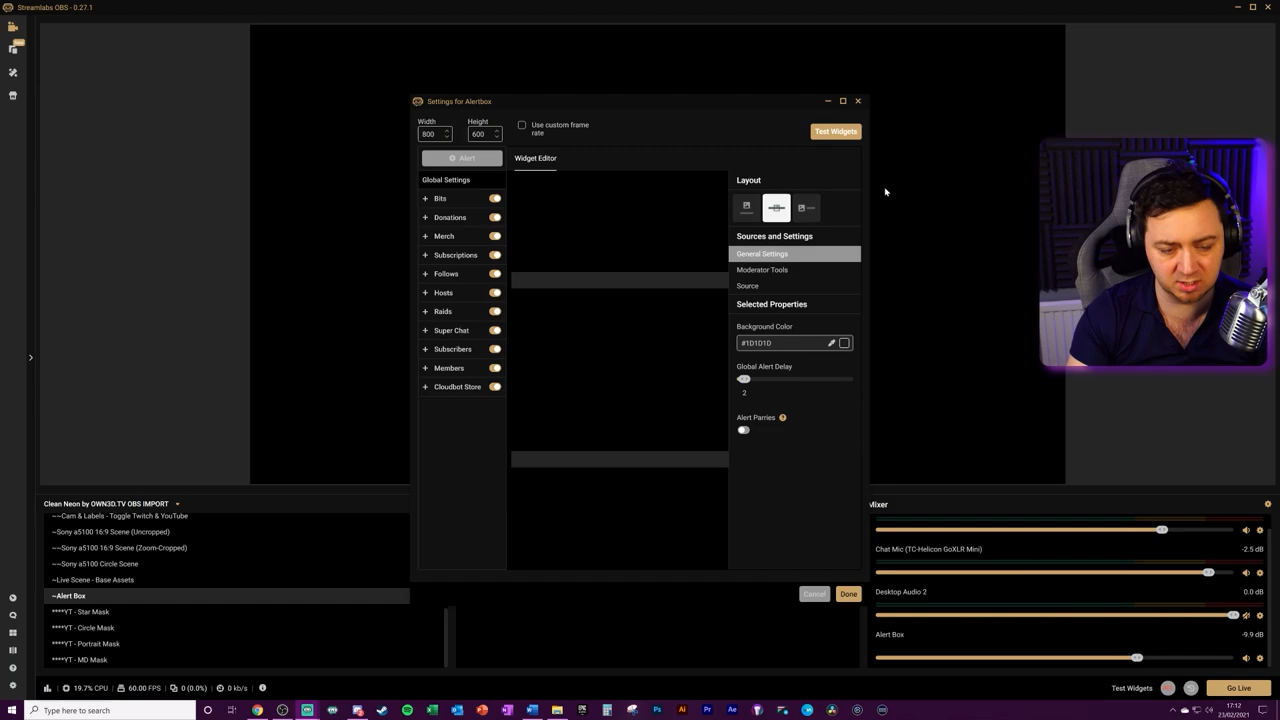 Streamlabs OBS - 0.27.1
New
Settings for Alertbox
Width
Height
800
600
Use custom frame
rate
Test Widgets
Alert
Widget Editor
Global Settings
Bits
Donations
Merch
Subscriptions
Follows
Hosts
Raids
Super Chat
Subscribers
Members
Cloudbot Store
Layout
Sources and Settings
General Settings
Moderator Tools
Source
Selected Properties
Background Color
#1D1D1D
Global Alert Delay
2
Alert Parries
Cancel
Done
Clean Neon by OWN3D.TV OBS IMPORT
~~Cam & Labels - Toggle Twitch & YouTube
~Sony a5100 16:9 Scene (Uncropped)
~~Sony a5100 16:9 Scene (Zoom-Cropped)
~~Sony a5100 Circle Scene
~Live Scene - Base Assets
~Alert Box
****YT - Star Mask
****YT - Circle Mask
****YT - Portrait Mask
****YT - MD Mask
Mixer
Chat Mic (TC-Helicon GoXLR Mini)
-2.5 dB
Desktop Audio 2
0.0 dB
Alert Box
-9.9 dB
19.7% CPU
60.00 FPS
0 (0.0%)
0 kb/s
Test Widgets
Go Live
Type here to search
17:12
23/02/2021